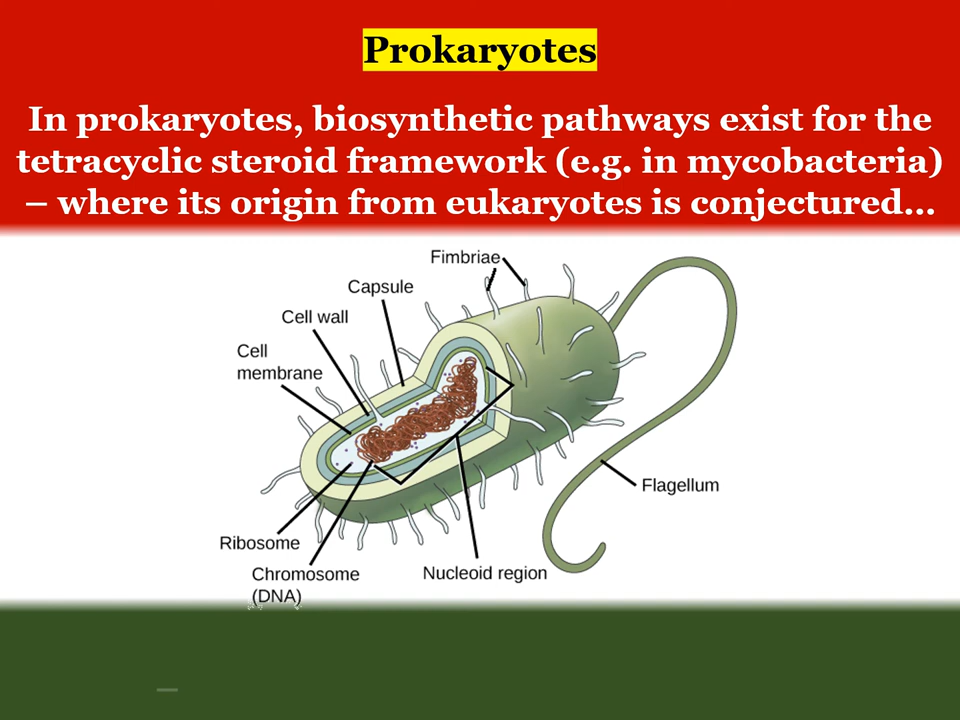 Prokaryotes
In prokaryotes, biosynthetic pathways exist for the
tetracyclic steroid framework (e.g. in mycobacteria)
– where its origin from eukaryotes is conjectured...
Fimbriae
Capsule
Cell wall
Cell
membrane
Flagellum
Ribosome
Chromosome
(DNA)
Nucleoid region